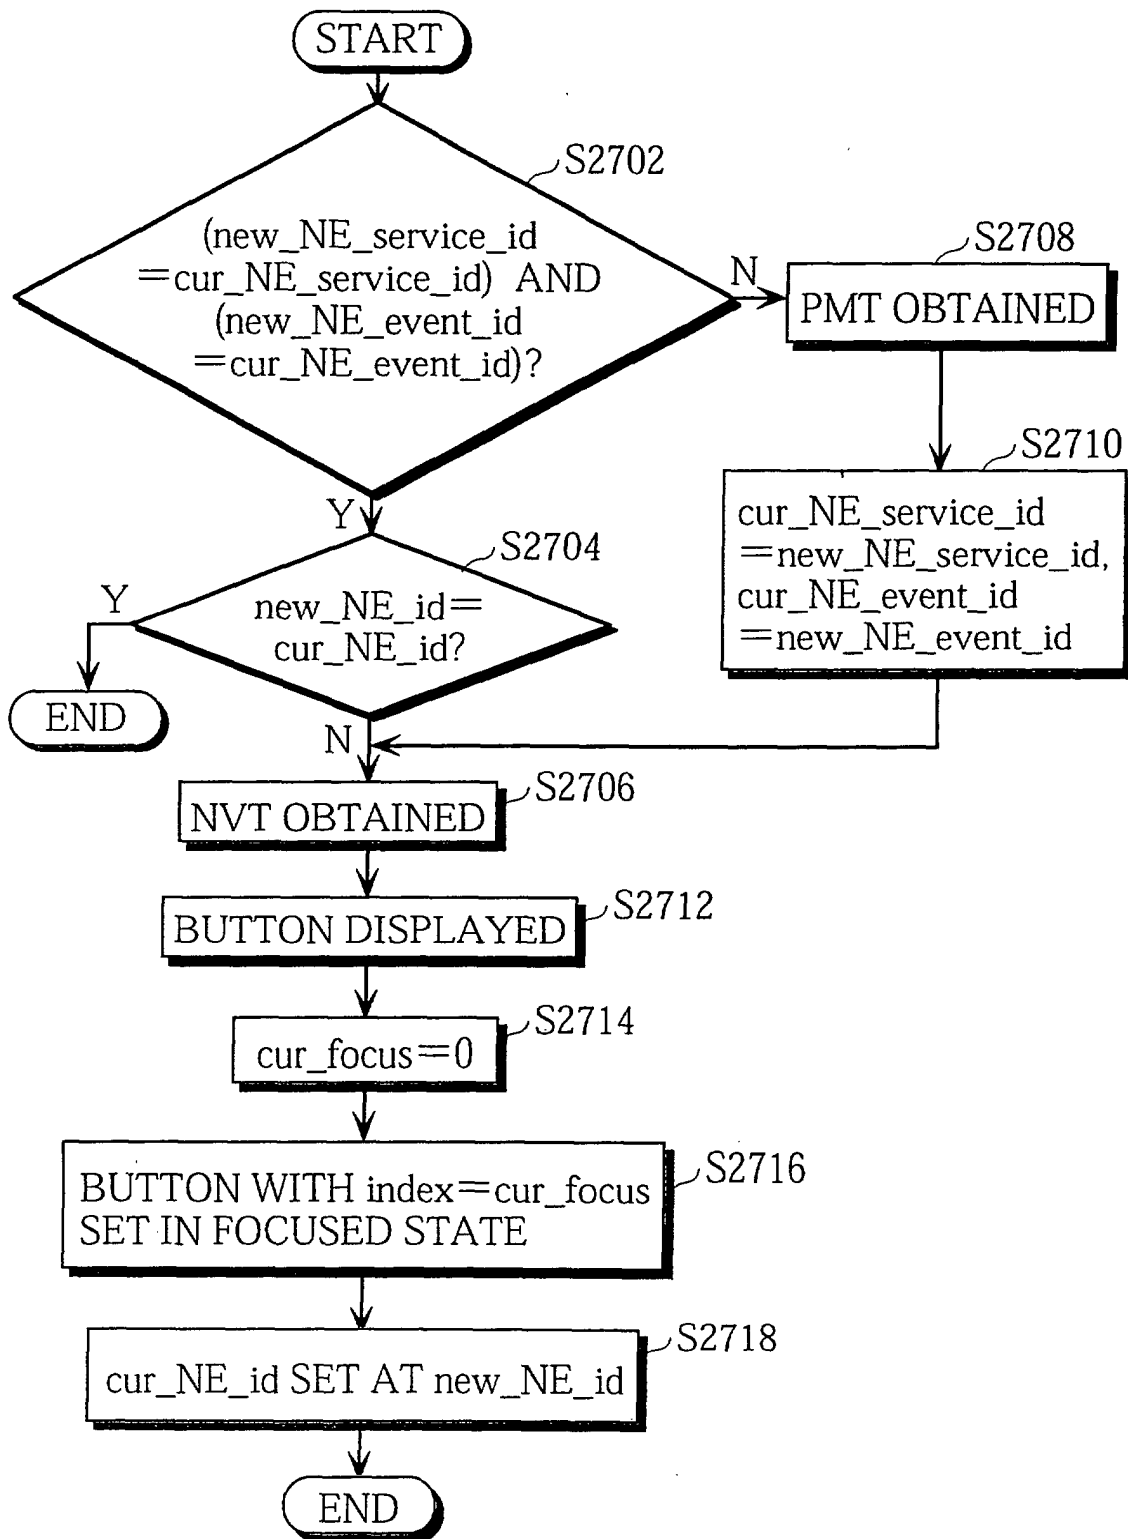 START
S2702
(new_NE_service_id
=cur_NE_service_id) AND
(new_NE_event_id
=cur_NE_event_id)?
N
S2708
PMT OBTAINED
S2710
cur_NE_service_id
=new_NE_service_id,
cur_NE_event_id
=new_NE_event_id
Y
S2704
new_NE_id=
cur_NE_id?
Y
END
N
S2706
NVT OBTAINED
S2712
BUTTON DISPLAYED
S2714
cur_focus=0
S2716
BUTTON WITH index=cur_focus
SET IN FOCUSED STATE
S2718
cur_NE_id SET AT new_NE_id
END